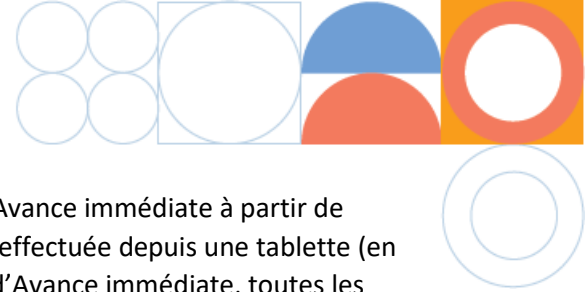 Avance immédiate à partir de
effectuée depuis une tablette (en
d'Avance immédiate, toutes les